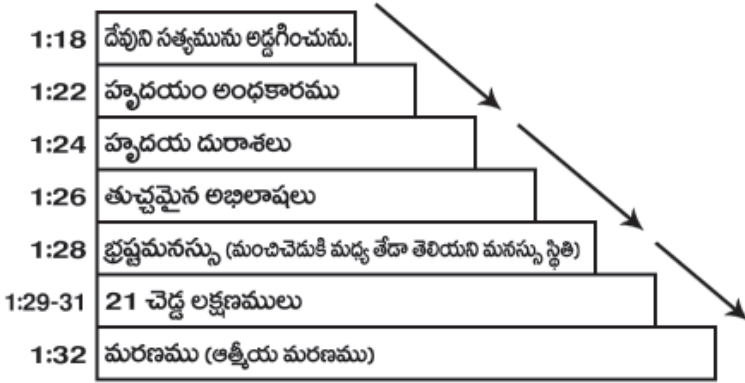 1:18 దేవుని సత్యమును అడ్డగించును.
1:22 హృదయం అంధకారము
1:24 హృదయ దురాశలు
1:26 తుచ్చమైన అభిలాషలు
1:28 భ్రష్టమనస్సు (మంచిచెడుకి మధ్య తేడా తెలియని మనస్సు స్థితి)
1:29-31 21 చెడ్డ లక్షణములు
1:32 మరణము (ఆత్మీయ మరణము)